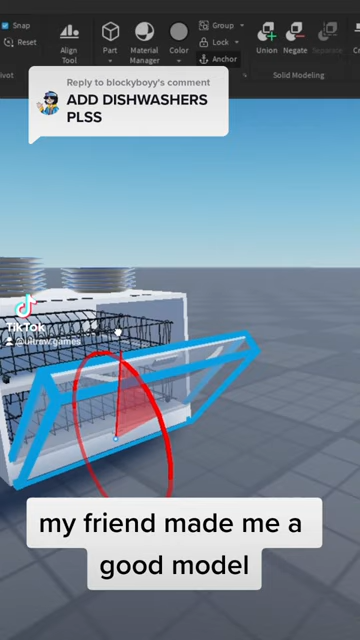 Snap
Group
Reset
Lock
Align
Tool
Part
Material
Manager
Color
Anchor
Union
Negate
Separate
Solid Modeling
Reply to blockyboyy's comment
ADD DISHWASHERS
PLSS
TikTok
my friend made me a
good model